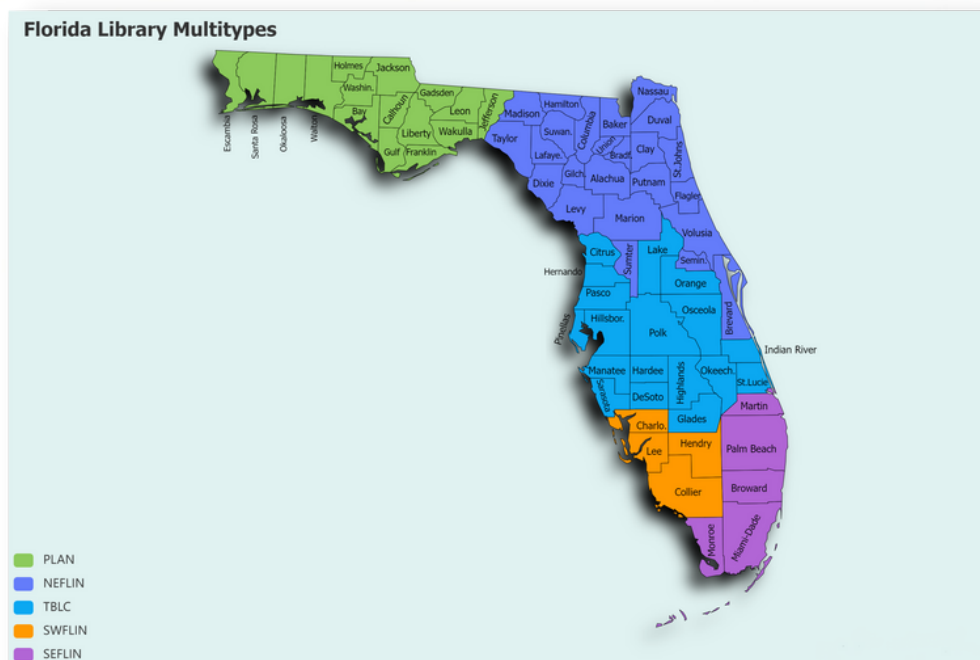 Florida Library Multitypes
Holmes
Jackson
Washin.
Gadsden
Calhoun
Leon
Jefferson
Bay
Liberty
Wakulla
Gulf
Franklin
Escambia
Santa Rosa
Okaloosa
Walton
Nassau
Hamilton
Madison
Columbia
Baker
Duval
Taylor
Suwan.
Union
Bradf.
Clay
St.Johns
Lafaye.
Gilch.
Alachua
Putnam
Dixie
Flagler
Levy
Marion
Volusia
Citrus
Sumter
Lake
Semin.
Hernando
Orange
Pasco
Osceola
Brevard
Pinellas
Hillsbor.
Polk
Indian River
Manatee
Hardee
Highlands
Okeech.
St.Lucie
Sarasota
DeSoto
Glades
Martin
Charlo.
Lee
Hendry
Palm Beach
Collier
Broward
Monroe
Miami-Dade
PLAN
NEFLIN
TBLC
SWFLIN
SEFLIN